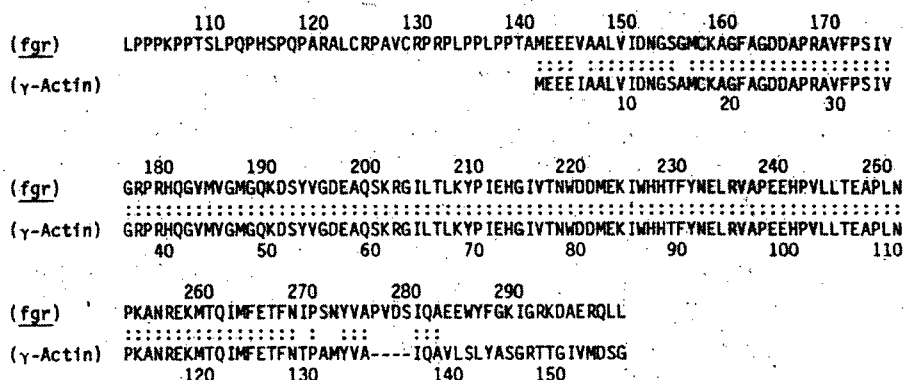 110 120 130 140 150 160 170
(fgr) LPPPKPPTSLPQPHSPQPARALCRPAVCRPRPLPPLPPTAMEEEVAALVIDNGSGMCKAGFAGDDAPRAVFPSIV
:::: :::::::::: ::::::::::::::::::::
(γ-Actin) MEEEIAALVIDNGSAMCKAGFAGDDAPRAVFPSIV
10 20 30
180 190 200 210 220 230 240 250
(fgr) GRPRHQGVMVGMGQKDSYVGDEAQSKRGILTLKYPIEHGIVTNWDDMEKIWHHTFYNELRVAPEEHPVLLTEAPLN
::::::::::::::::::::::::::::::::::::::::::::::::::::::::::::::::::::::::::::
(γ-Actin) GRPRHQGVMVGMGQKDSYVGDEAQSKRGILTLKYPIEHGIVTNWDDMEKIWHHTFYNELRVAPEEHPVLLTEAPLN
40 50 60 70 80 90 100 110
260 270 280 290
(fgr) PKANREKMTQIMFETFNIPSNYVAPVDSIQAEEWYFGKIGRKDAERQLL
::::::::::::::::: : ::: :::
(γ-Actin) PKANREKMTQIMFETFNTPAMYVA----IQAVLSLYASGRTTGIVMDSG
120 130 140 150